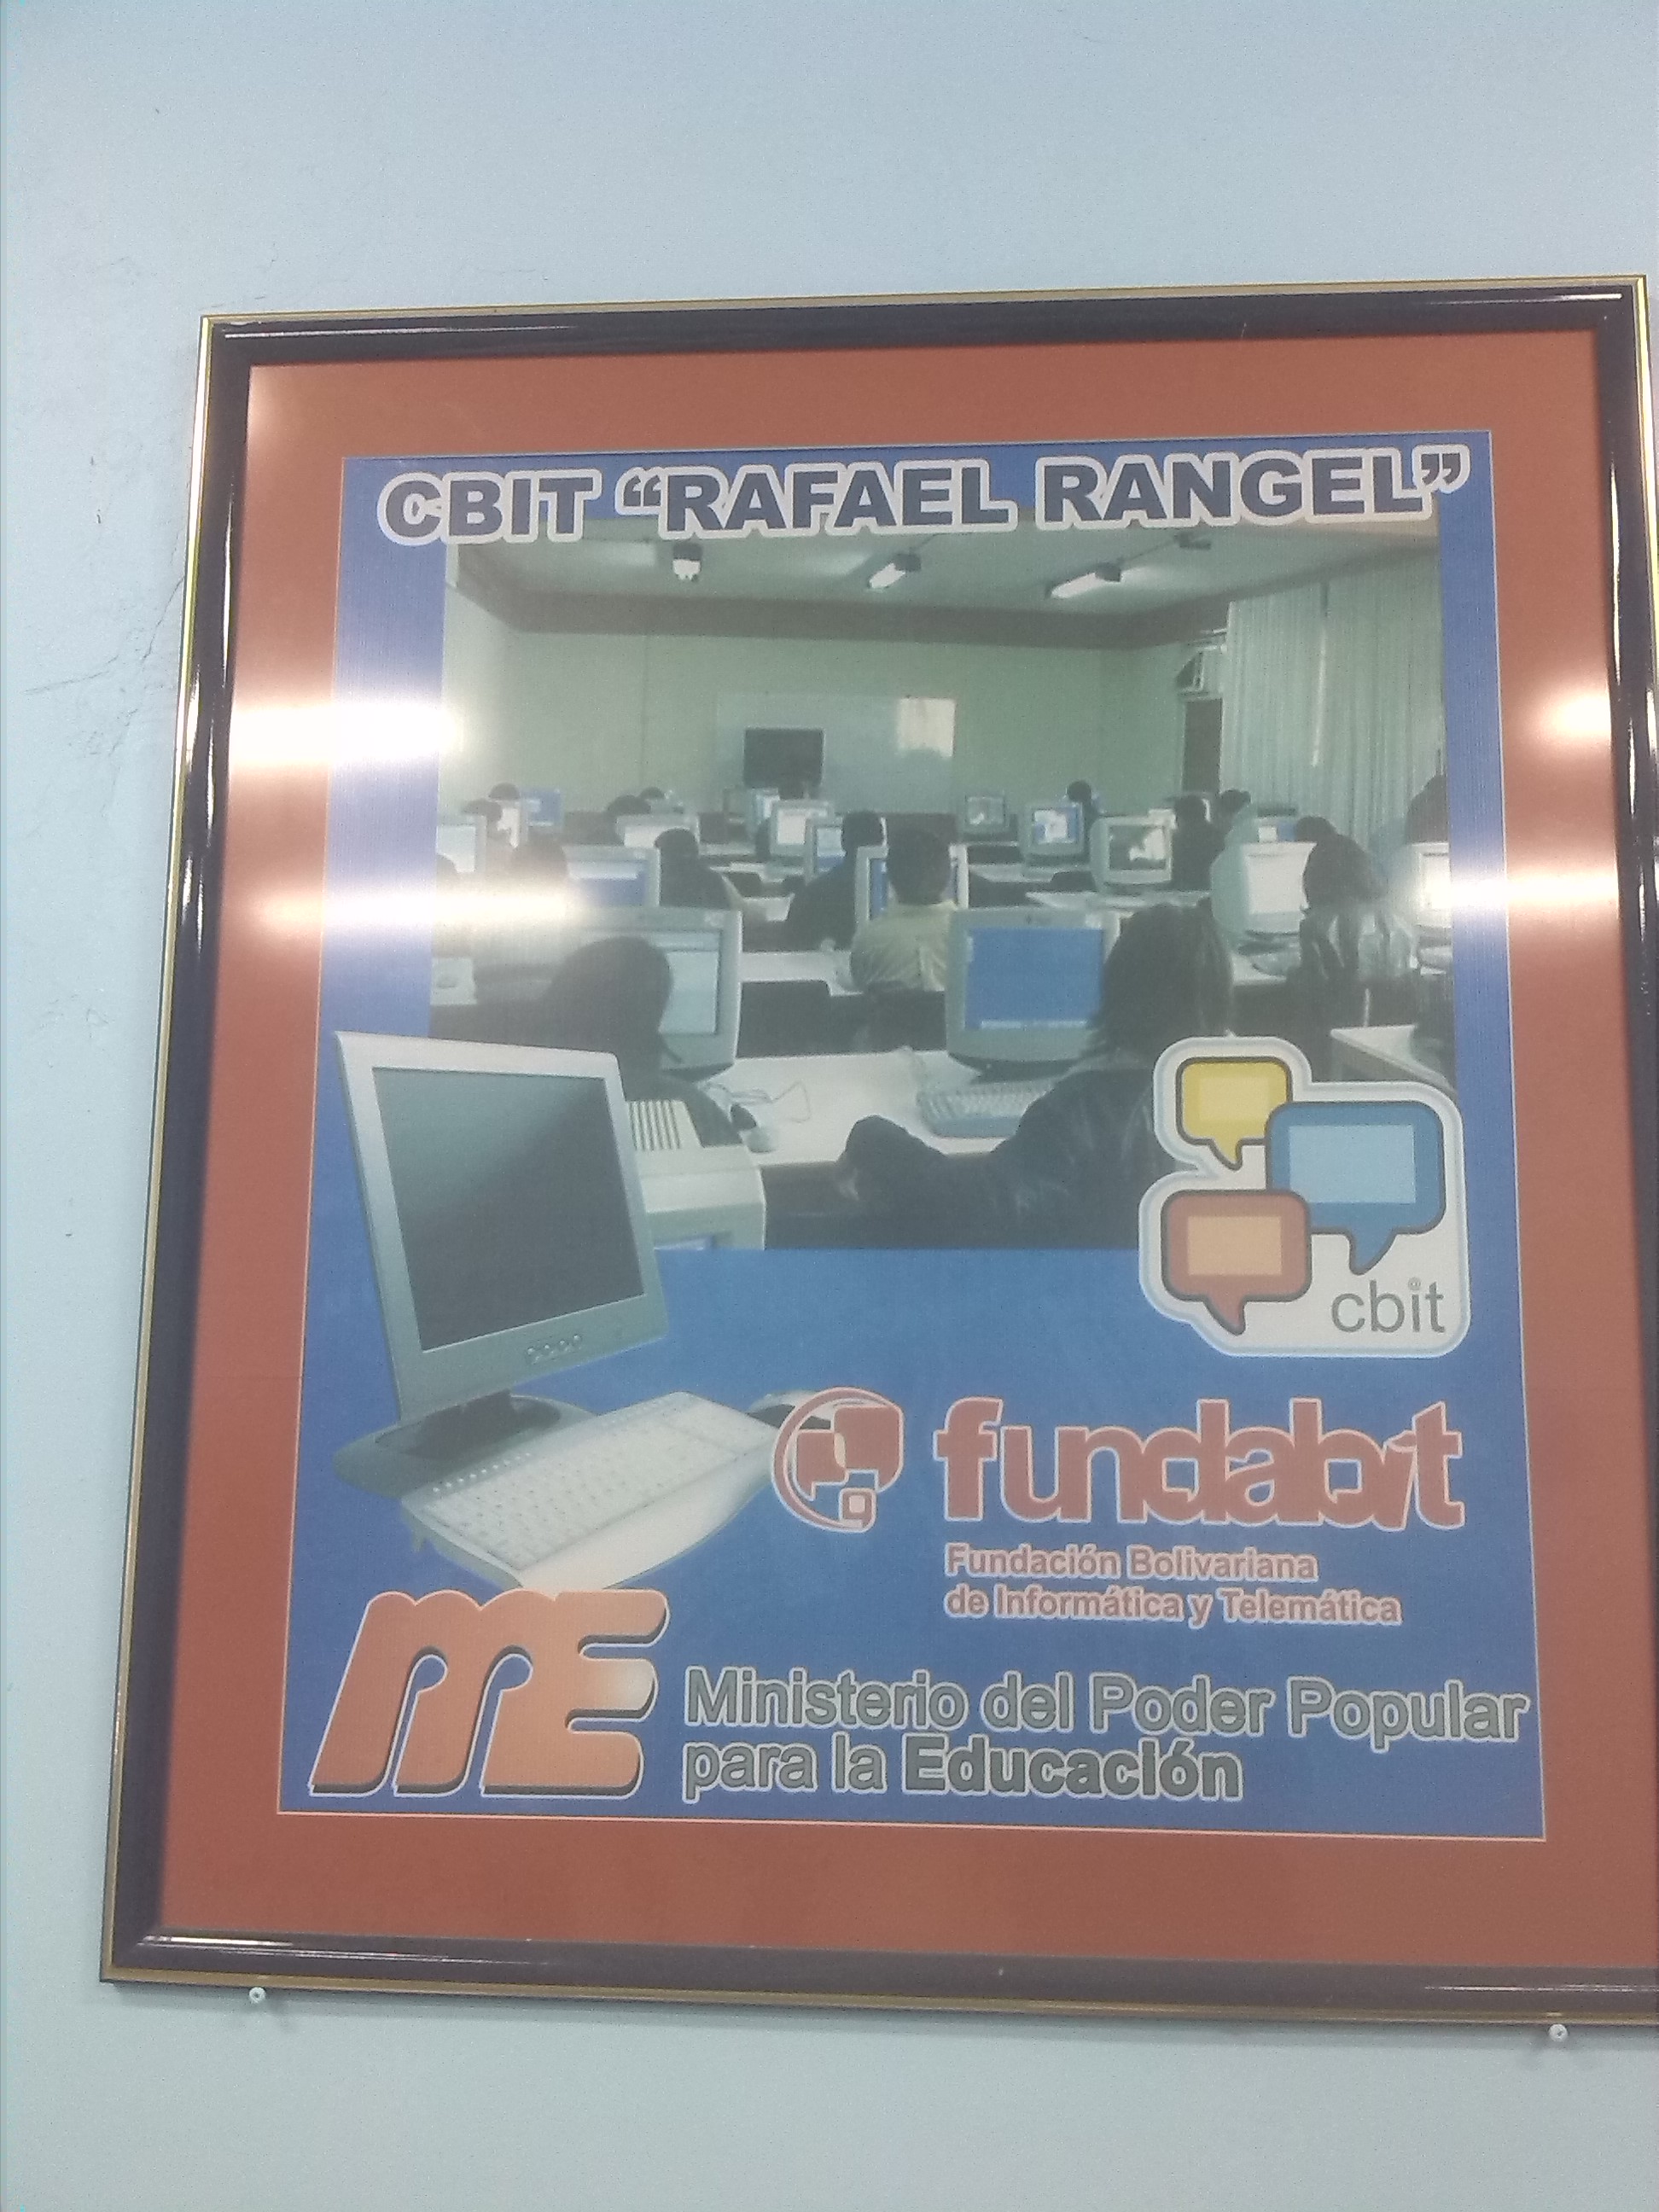 CBIT “RAFAEL RANGEL”
cbit
fundabit
Fundación Bolivariana
de Informática y Telemática
mE
Ministerio del Poder Popular
para la Educación